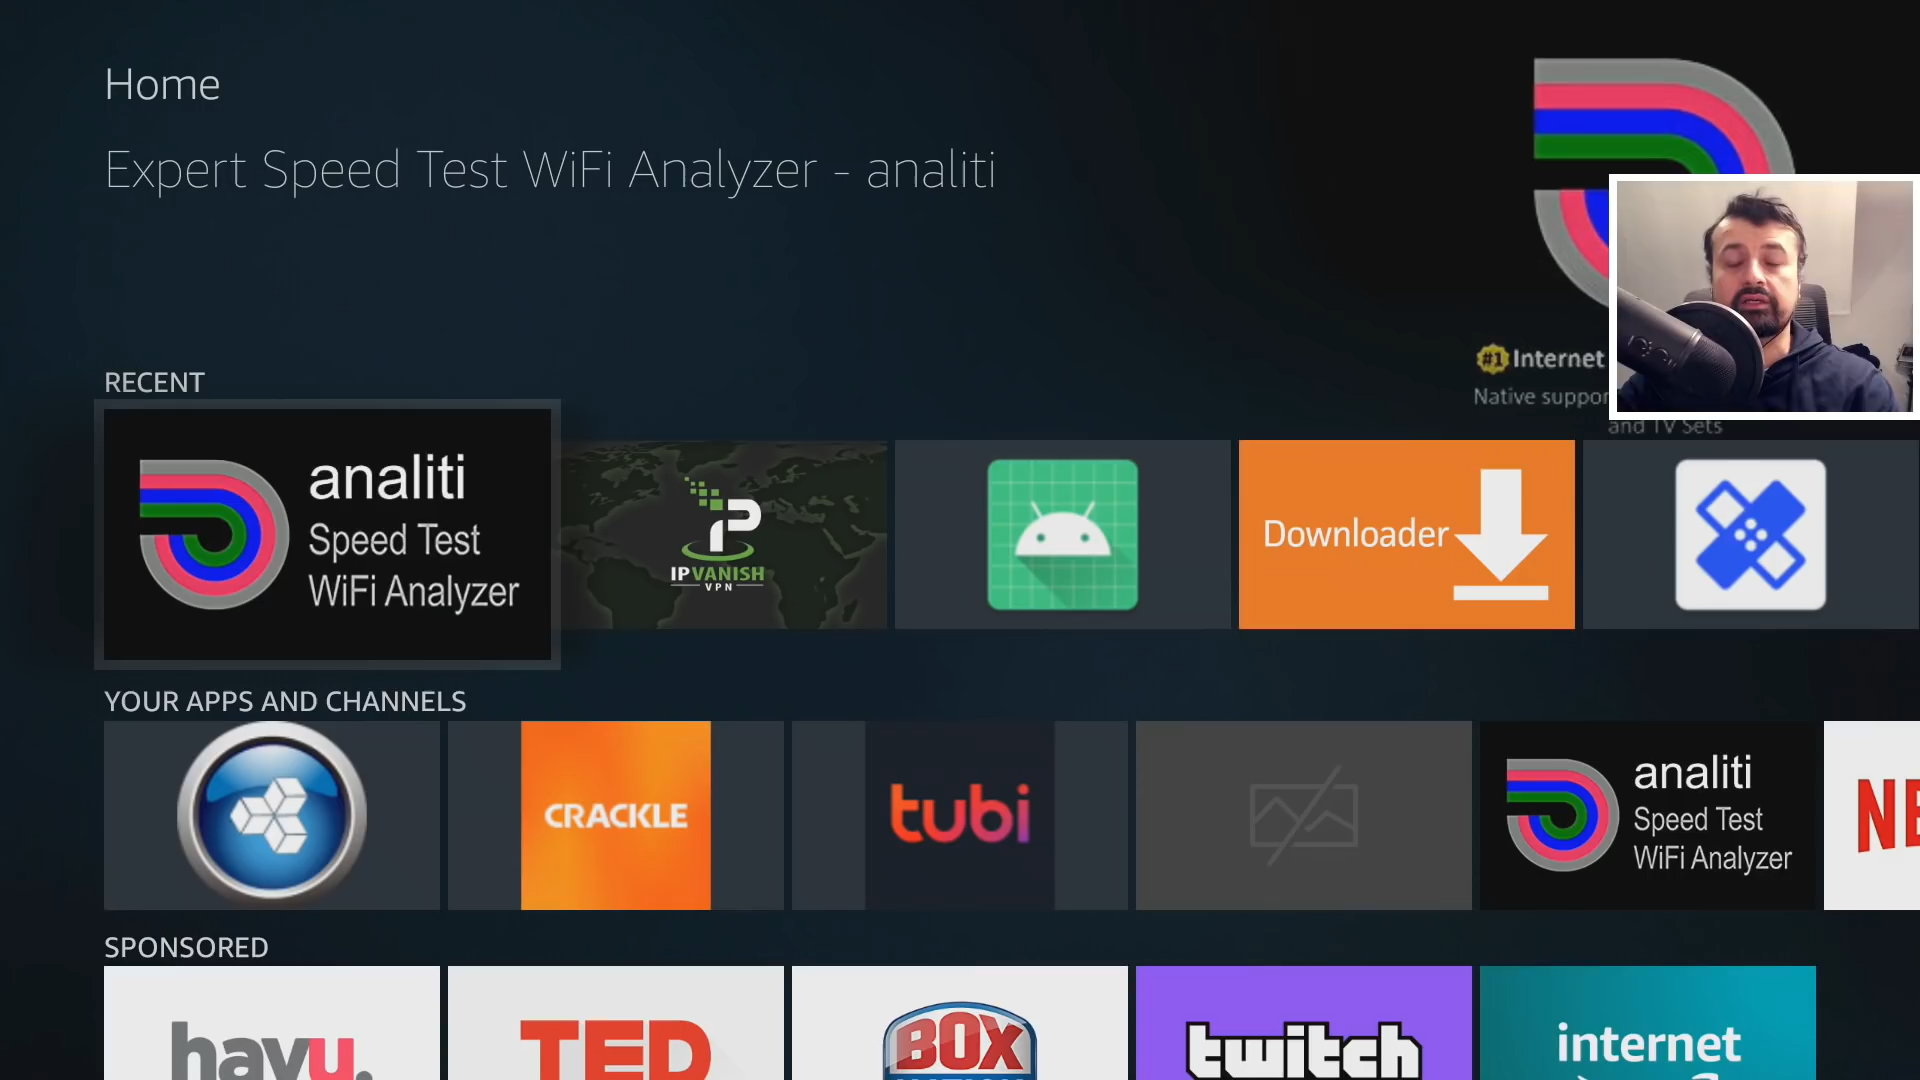 Home
Expert Speed Test WiFi Analyzer - analiti
#1 Internet
Native suppor
and TV Sets
RECENT
analiti
Speed Test
WiFi Analyzer
IPVANISH
VPN
Downloader
YOUR APPS AND CHANNELS
CRACKLE
tubi
analiti
Speed Test
WiFi Analyzer
NE
SPONSORED
hayu.
TED
BOX
twitch
internet